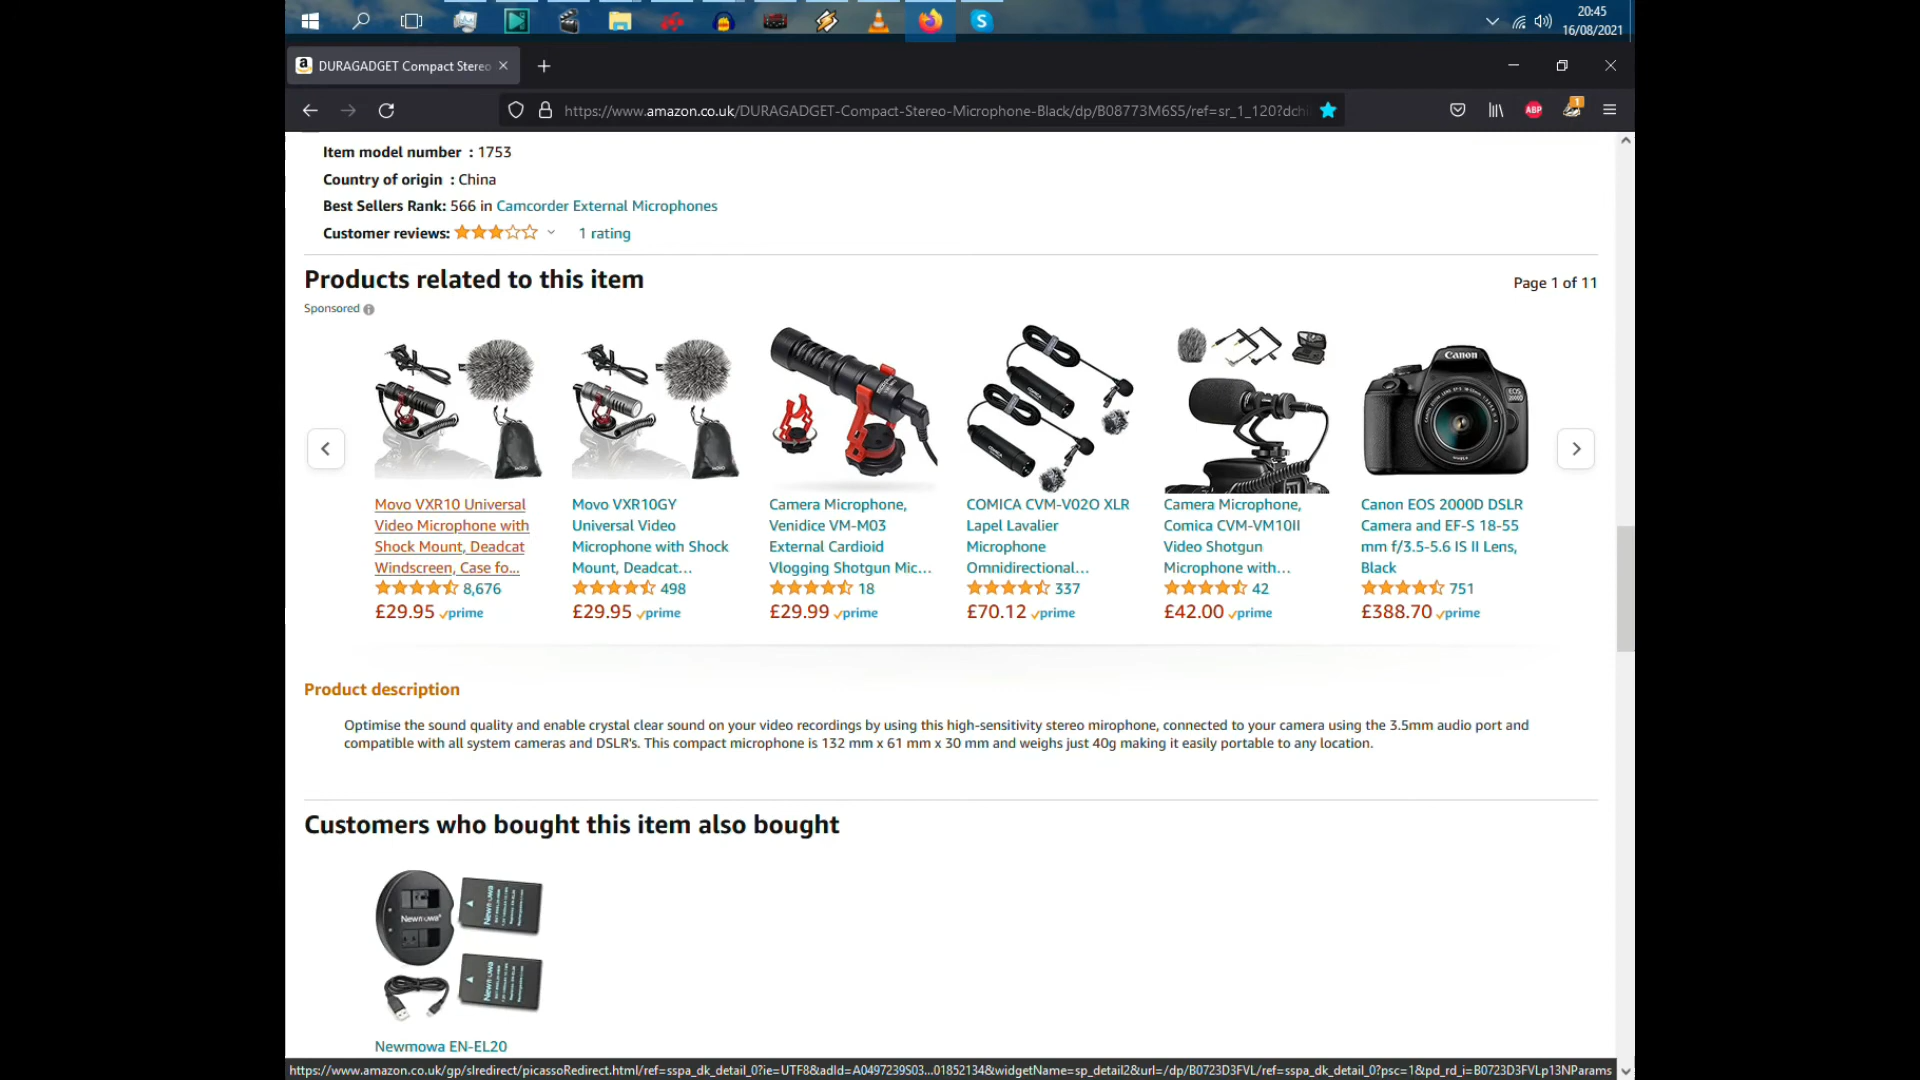 20:45
16/08/2021
DURAGADGET Compact Stereo
https://www.amazon.co.uk/DURAGADGET-Compact-Stereo-Microphone-Black/dp/B08773M6S5/ref=sr_1_120?dchi
ABP
1
Item model number : 1753
Country of origin : China
Best Sellers Rank: 566 in Camcorder External Microphones
Customer reviews: 1 rating
Products related to this item
Page 1 of 11
Sponsored
Canon
Movo VXR10 Universal
Video Microphone with
Shock Mount, Deadcat
Windscreen, Case fo...
8,676
£29.95 prime
Movo VXR10GY
Universal Video
Microphone with Shock
Mount, Deadcat...
498
£29.95 prime
Camera Microphone,
Venidice VM-M03
External Cardioid
Vlogging Shotgun Mic...
18
£29.99 prime
COMICA CVM-V02O XLR
Lapel Lavalier
Microphone
Omnidirectional...
337
£70.12 prime
Camera Microphone,
Comica CVM-VM10II
Video Shotgun
Microphone with...
42
£42.00 prime
Canon EOS 2000D DSLR
Camera and EF-S 18-55
mm f/3.5-5.6 IS II Lens,
Black
751
£388.70 prime
Product description
Optimise the sound quality and enable crystal clear sound on your video recordings by using this high-sensitivity stereo mirophone, connected to your camera using the 3.5mm audio port and
compatible with all system cameras and DSLR's. This compact microphone is 132 mm x 61 mm x 30 mm and weighs just 40g making it easily portable to any location.
Customers who bought this item also bought
Newmowa
Newmowa
Newmowa
Newmowa EN-EL20
https://www.amazon.co.uk/gp/slredirect/picassoRedirect.html/ref=sspa_dk_detail_0?ie=UTF8&adId=A0497239S03...01852134&widgetName=sp_detail2&url=/dp/B0723D3FVL/ref=sspa_dk_detail_0?psc=1&pd_rd_i=B0723D3FVLp13NParams